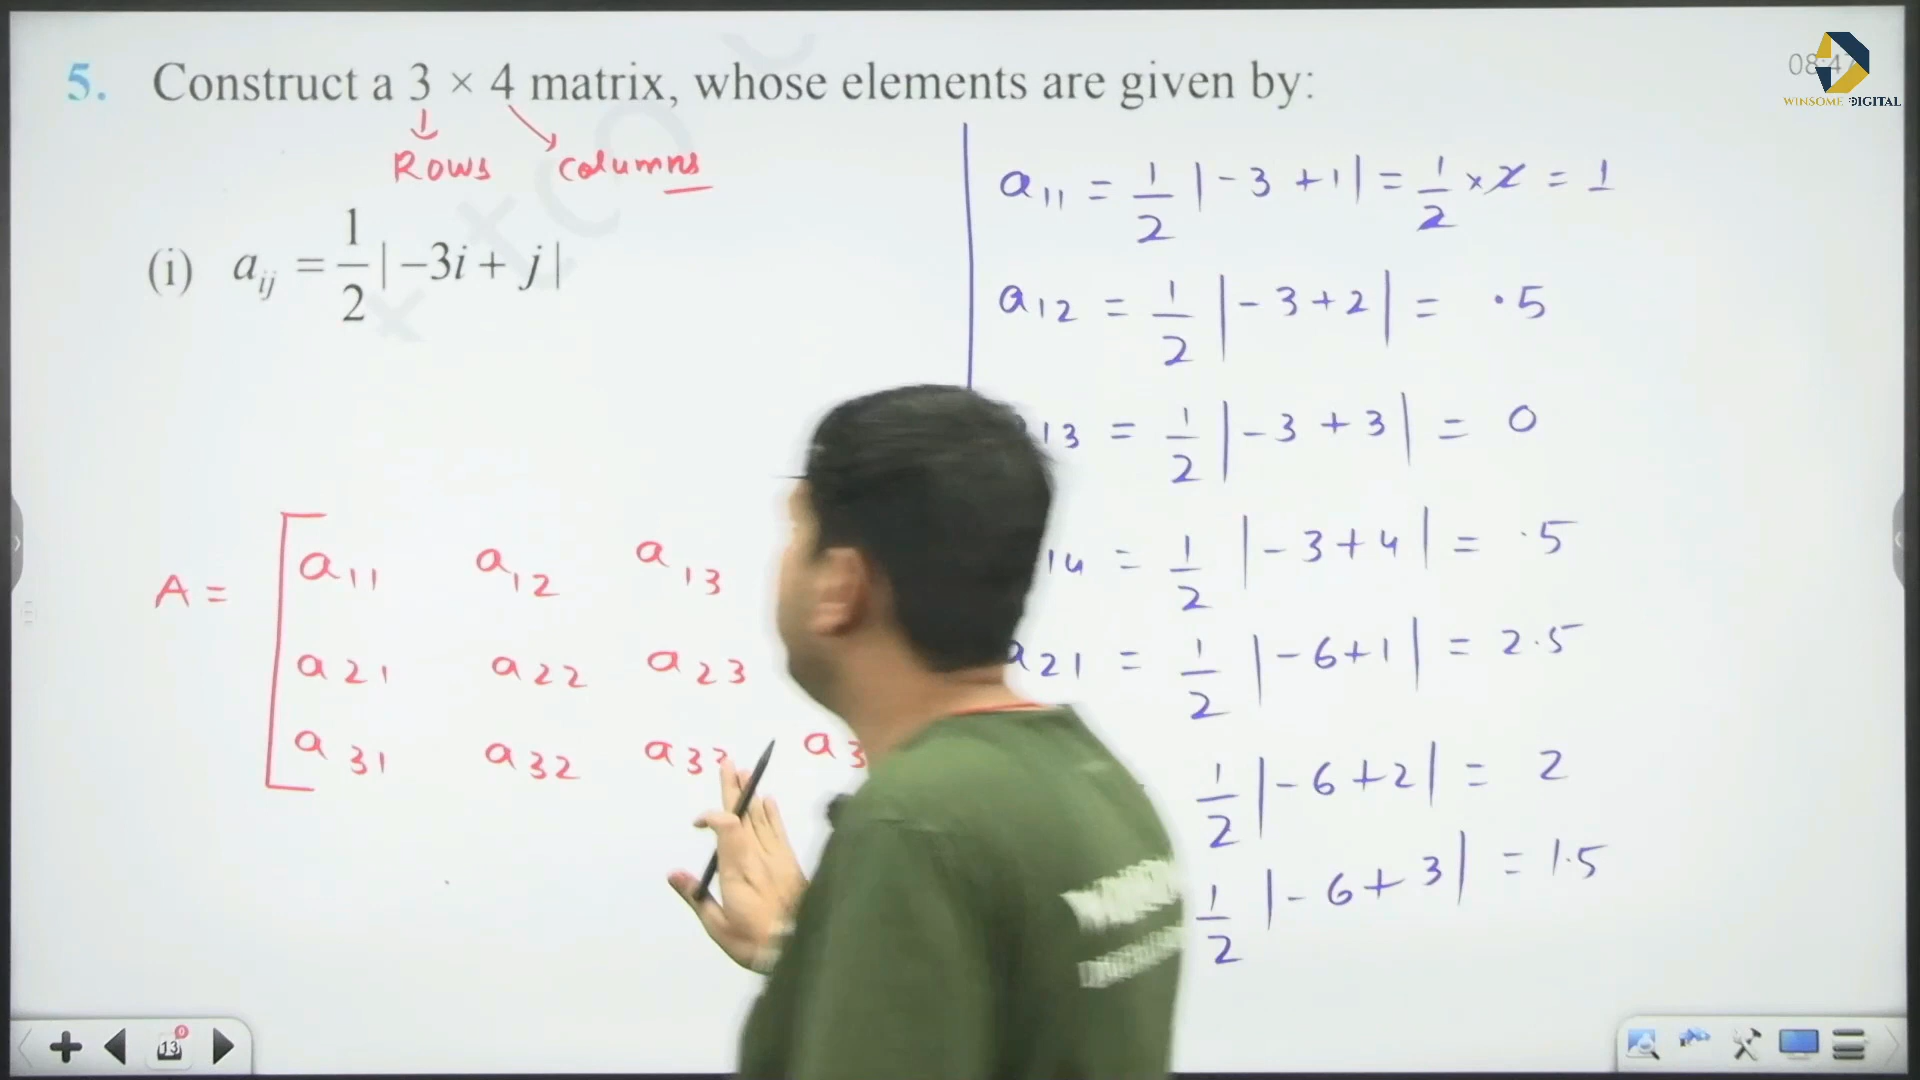 5. Construct a 3 × 4 matrix, whose elements are given by:
Rows columns
(i) a_ij = 1/2 |-3i + j|
A = [ a11 a12 a13
a21 a22 a23
a31 a32 a33 a3
a11 = 1/2 |-3 +1| = 1/2 × 2 = 1
a12 = 1/2 |-3+2| = .5
13 = 1/2 |-3 +3| = 0
14 = 1/2 |-3+4| = .5
a21 = 1/2 |-6+1| = 2.5
1/2 |-6+2| = 2
1/2 |-6+3| = 1.5
WINSOME DIGITAL
13
0